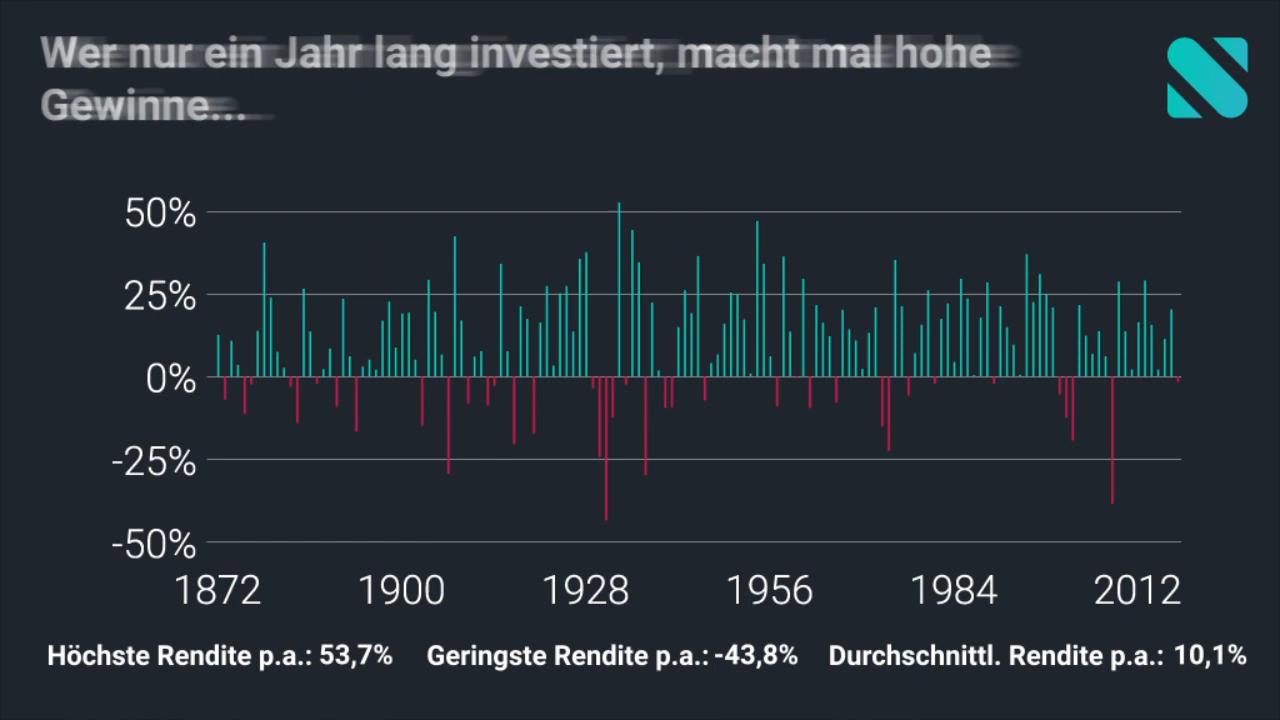 Wer nur ein Jahr lang investiert, macht mal hohe
Gewinne...
50%
25%
0%
-25%
-50%
1872 1900 1928 1956 1984 2012
Höchste Rendite p.a.: 53,7% Geringste Rendite p.a.: -43,8% Durchschnittl. Rendite p.a.: 10,1%